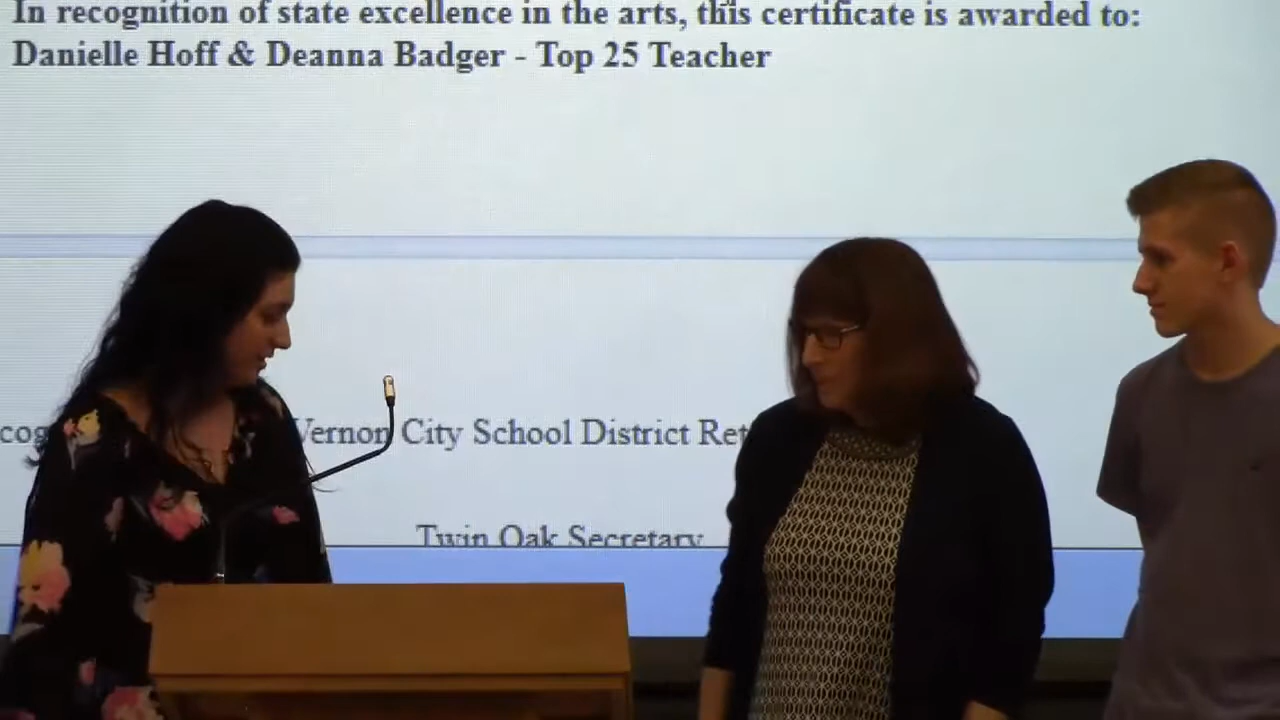 In recognition of state excellence in the arts, this certificate is awarded to:
Danielle Hoff & Deanna Badger - Top 25 Teacher
Vernon City School District
Twin Oak Secretary